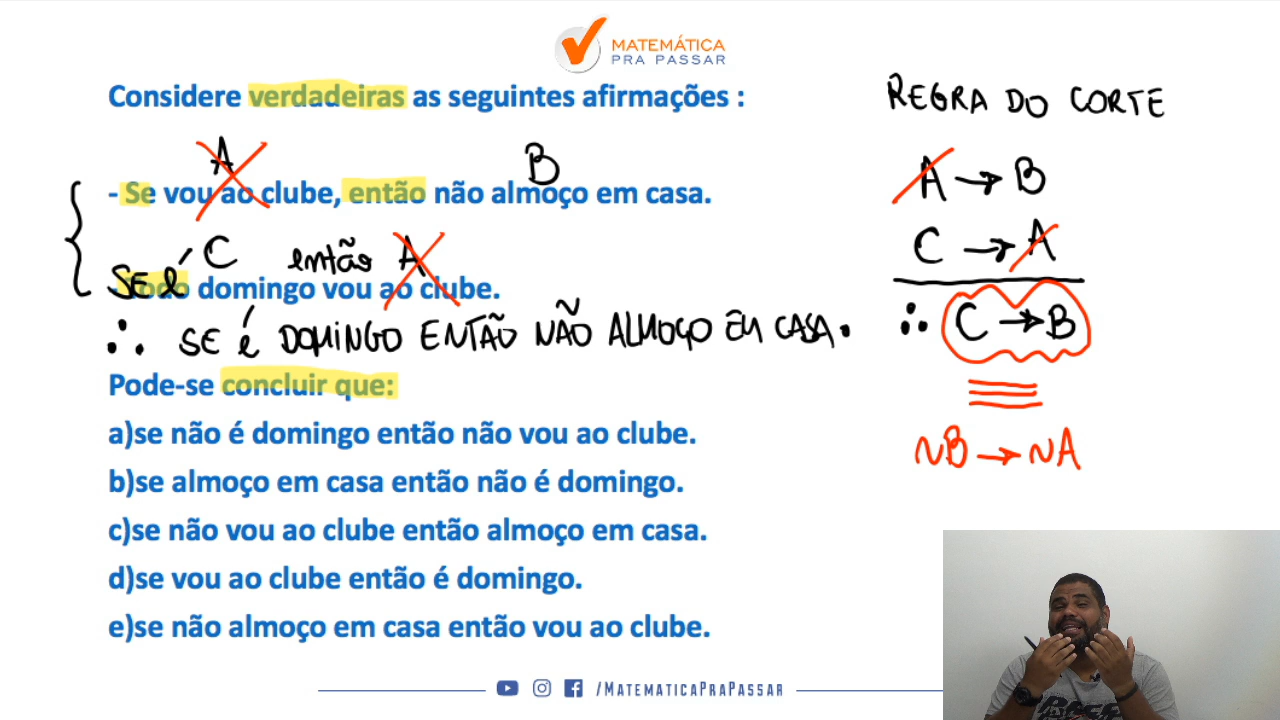 MATEMÁTICA
PRA PASSAR
Considere verdadeiras as seguintes afirmações :
A B
- Se vou ao clube, então não almoço em casa.
C então A
SE é
- Todo domingo vou ao clube.
∴ SE é DOMINGO ENTÃO NÃO ALMOÇO EM CASA.
Pode-se concluir que:
a)se não é domingo então não vou ao clube.
b)se almoço em casa então não é domingo.
c)se não vou ao clube então almoço em casa.
d)se vou ao clube então é domingo.
e)se não almoço em casa então vou ao clube.
REGRA DO CORTE
A → B
C → A
∴ C → B
NB → NA
/MATEMATICAPRAPASSAR